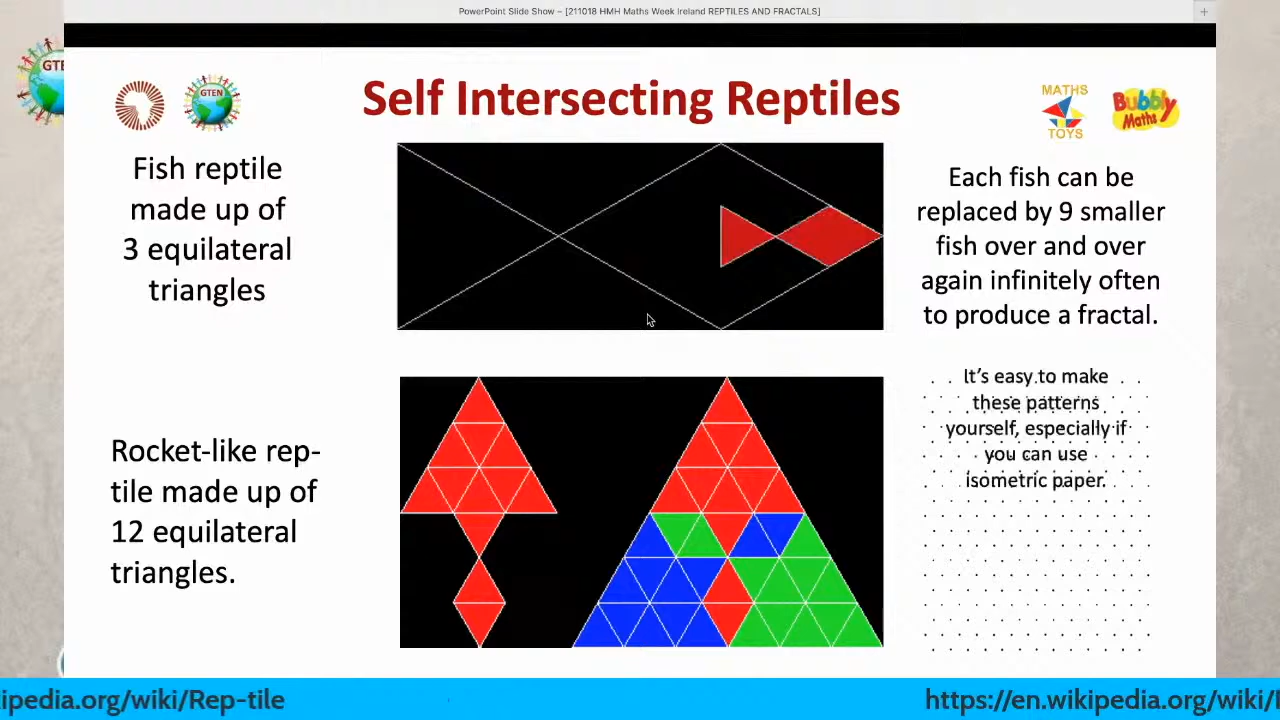 PowerPoint Slide Show – [211018 HMH Maths Week Ireland REPTILES AND FRACTALS]
GTEN
Self Intersecting Reptiles
MATHS
TOYS
Bubbly
Maths
Fish reptile
made up of
3 equilateral
triangles
Each fish can be
replaced by 9 smaller
fish over and over
again infinitely often
to produce a fractal.
It’s easy to make
these patterns
yourself, especially if
you can use
isometric paper.
Rocket-like rep-
tile made up of
12 equilateral
triangles.
ipedia.org/wiki/Rep-tile
https://en.wikipedia.org/wiki/